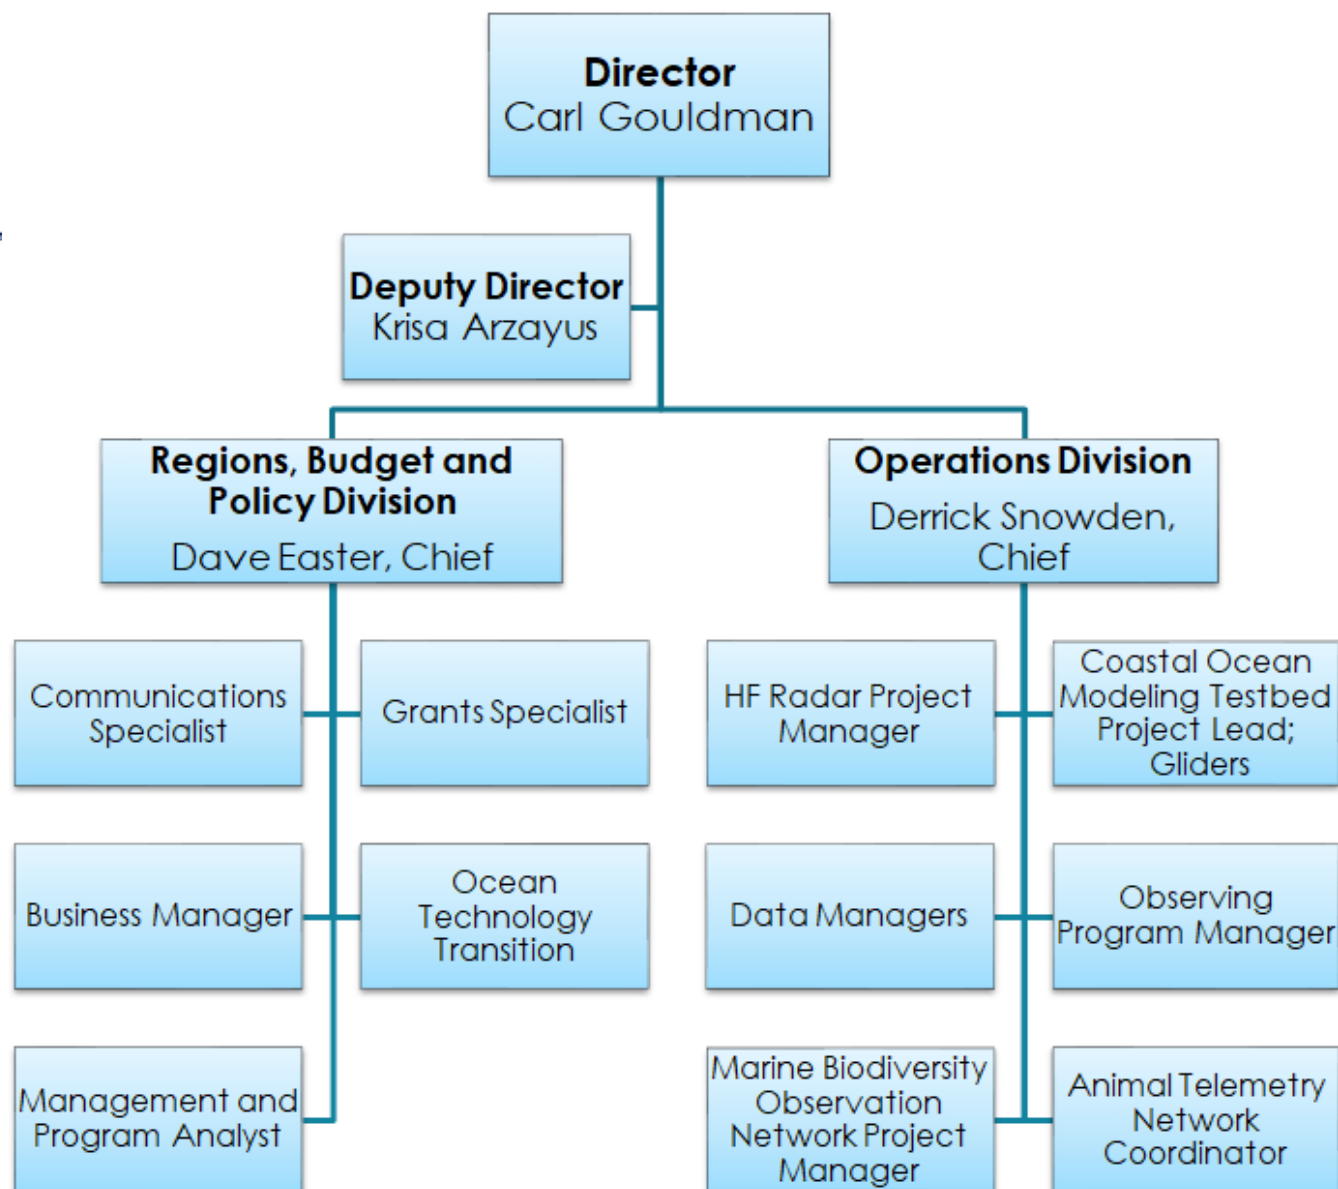 Director
Carl Gouldman
Deputy Director
Krisa Arzayus
Regions, Budget and
Policy Division
Dave Easter, Chief
Operations Division
Derrick Snowden,
Chief
Communications
Specialist
Grants Specialist
HF Radar Project
Manager
Coastal Ocean
Modeling Testbed
Project Lead;
Gliders
Business Manager
Ocean
Technology
Transition
Data Managers
Observing
Program Manager
Management and
Program Analyst
Marine Biodiversity
Observation
Network Project
Manager
Animal Telemetry
Network
Coordinator